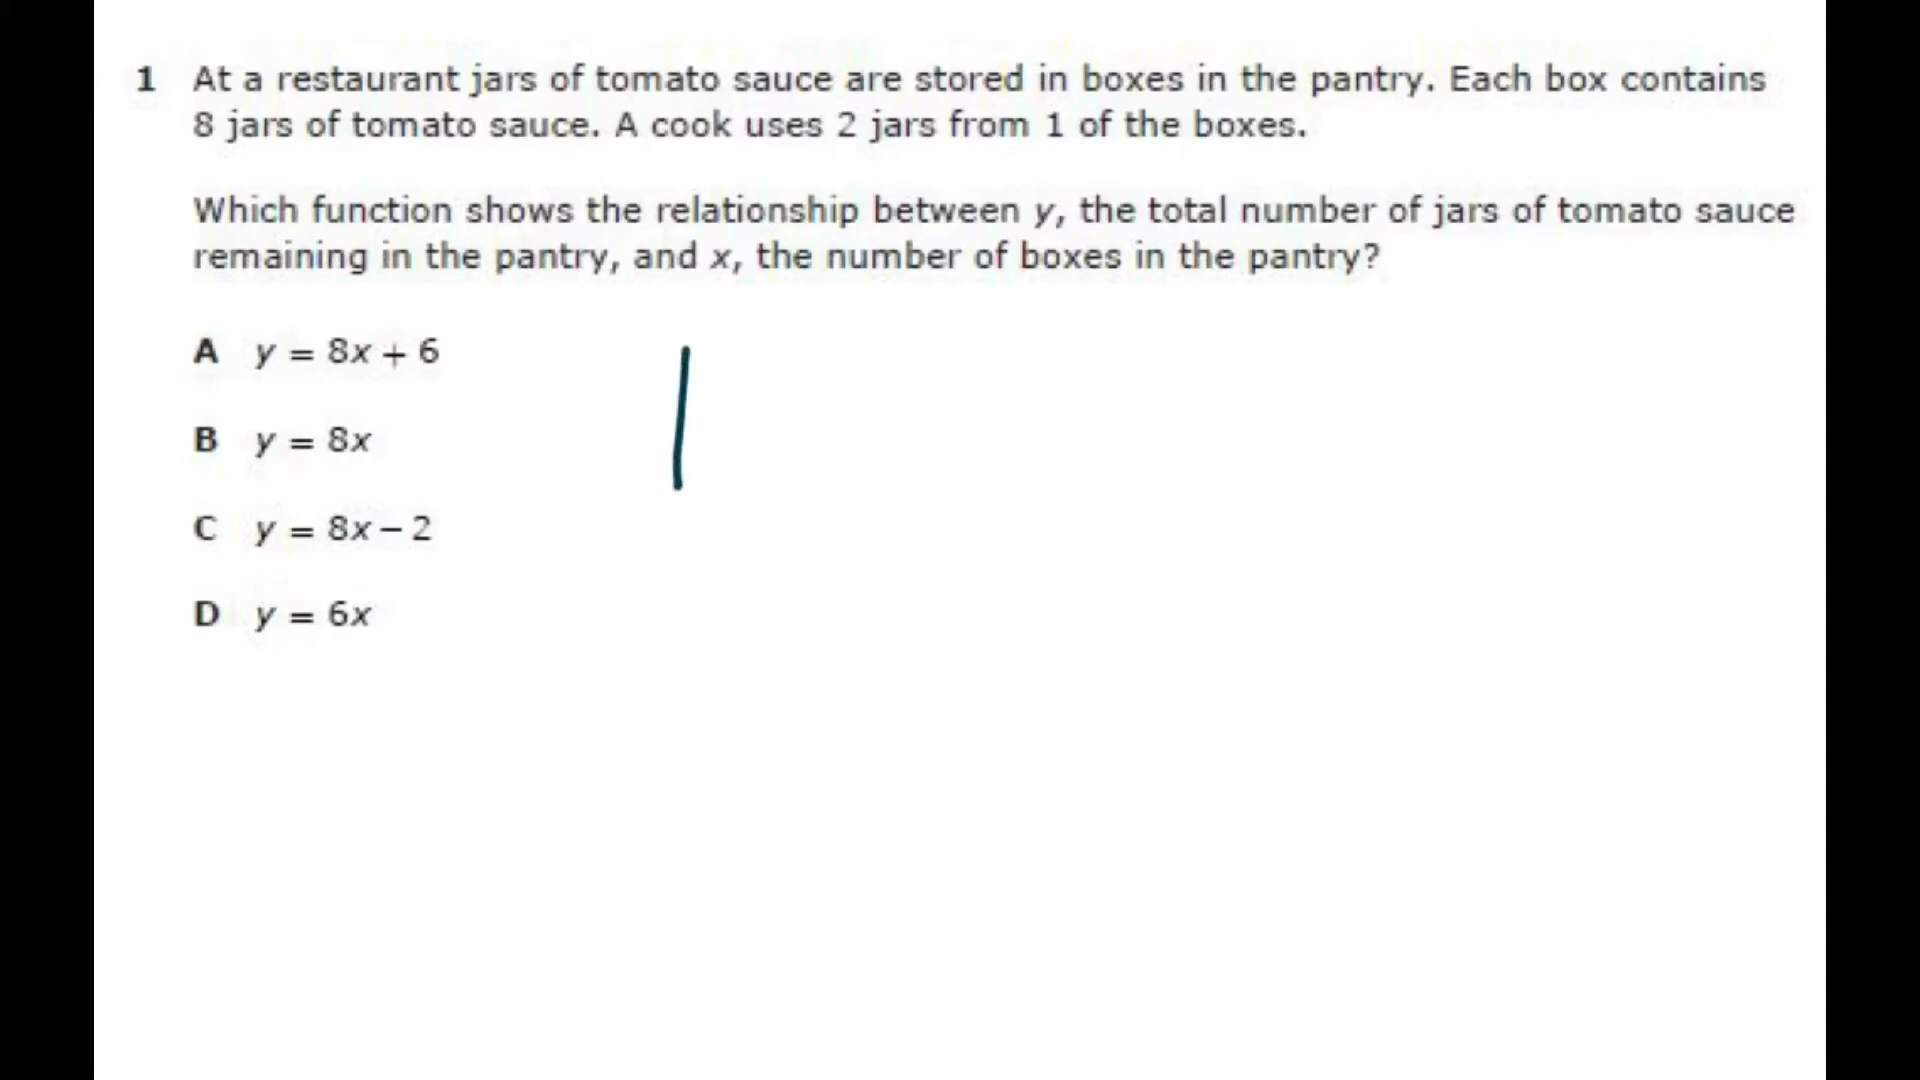 1 At a restaurant jars of tomato sauce are stored in boxes in the pantry. Each box contains
8 jars of tomato sauce. A cook uses 2 jars from 1 of the boxes.
Which function shows the relationship between y, the total number of jars of tomato sauce
remaining in the pantry, and x, the number of boxes in the pantry?
A y = 8x + 6
B y = 8x
C y = 8x – 2
D y = 6x